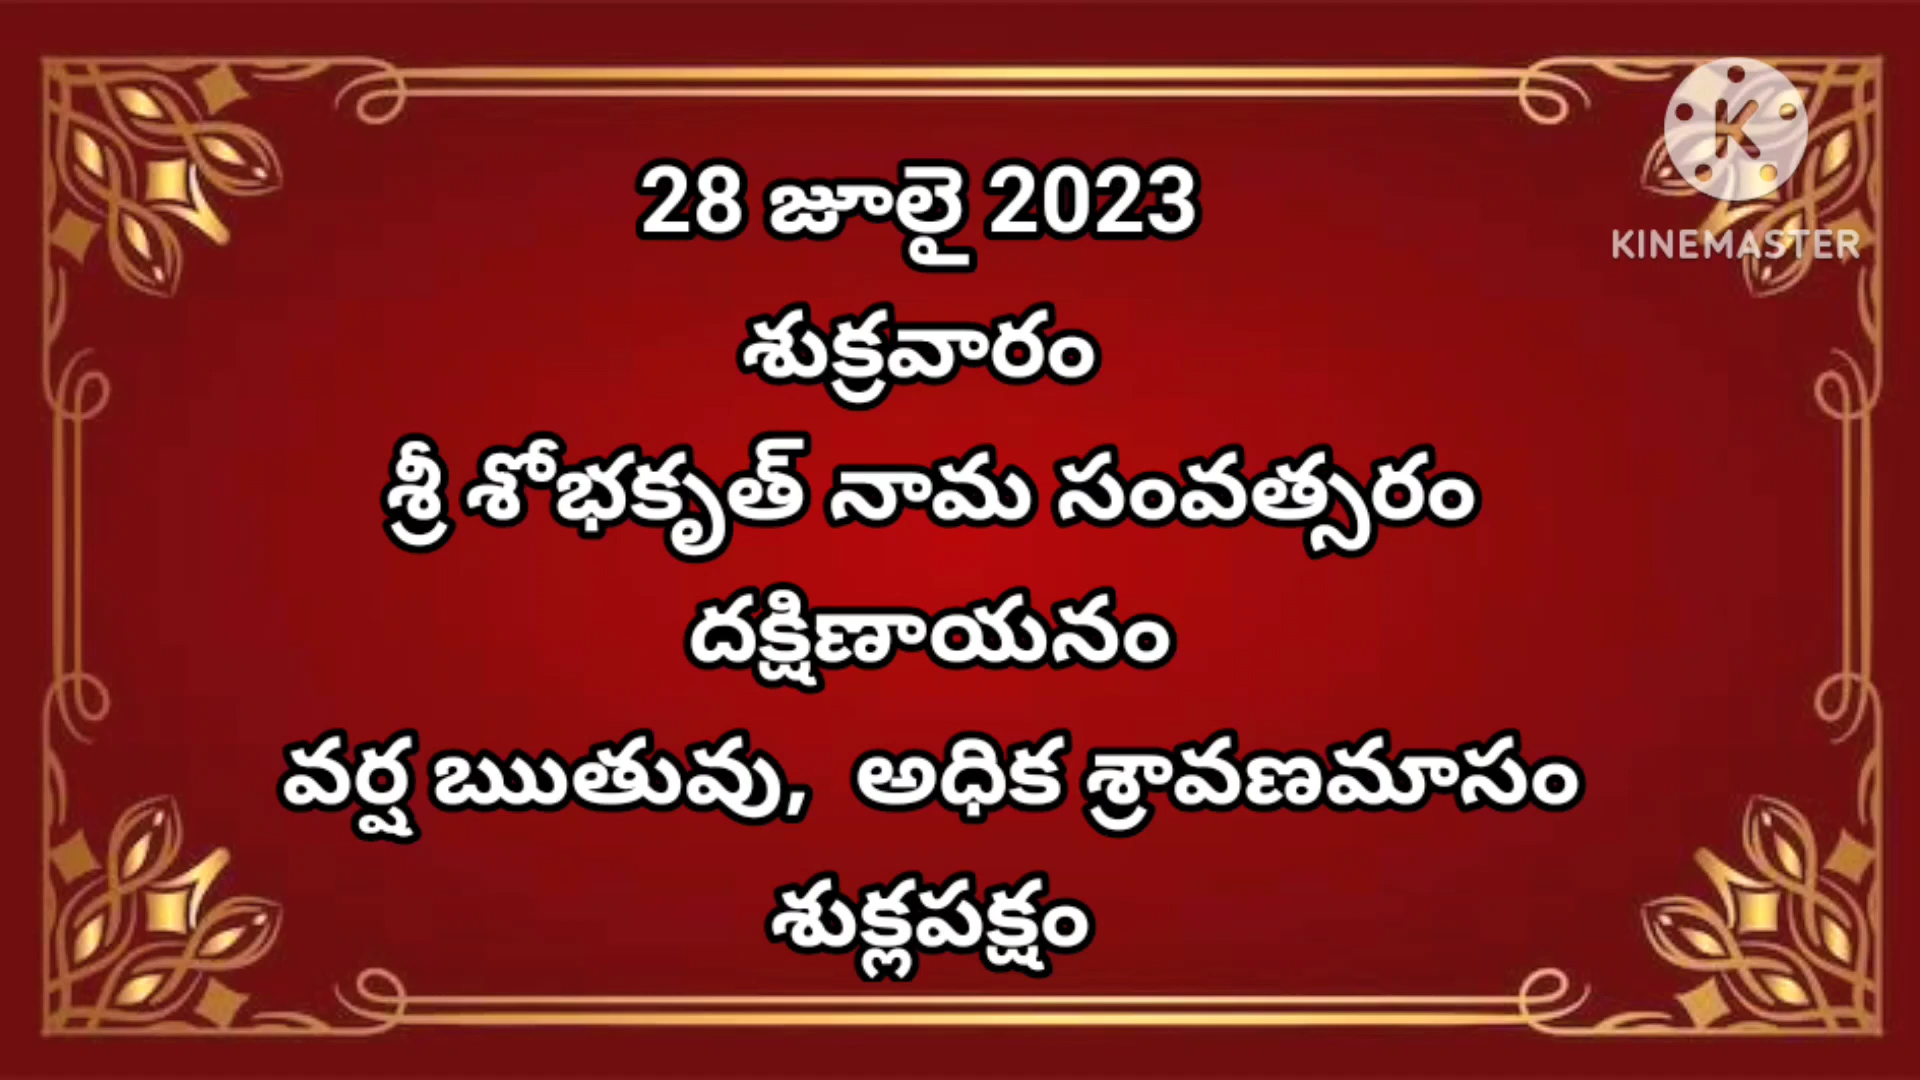 28 జూలై 2023
KINEMASTER
శుక్రవారం
శ్రీ శోభకృత్ నామ సంవత్సరం
దక్షిణాయనం
వర్ష ఋతువు, అధిక శ్రావణమాసం
శుక్లపక్షం